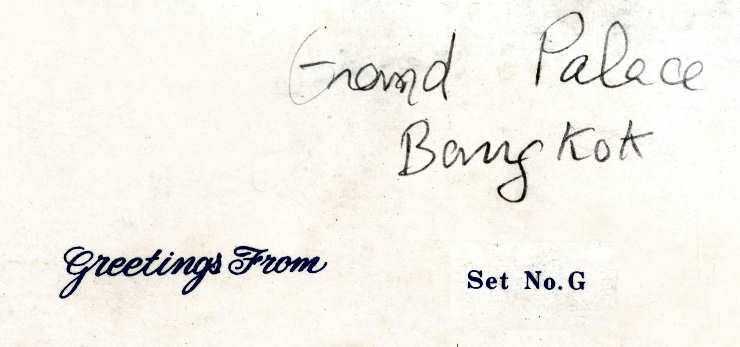 Grand Palace
Bangkok
Greetings From
Set No. G